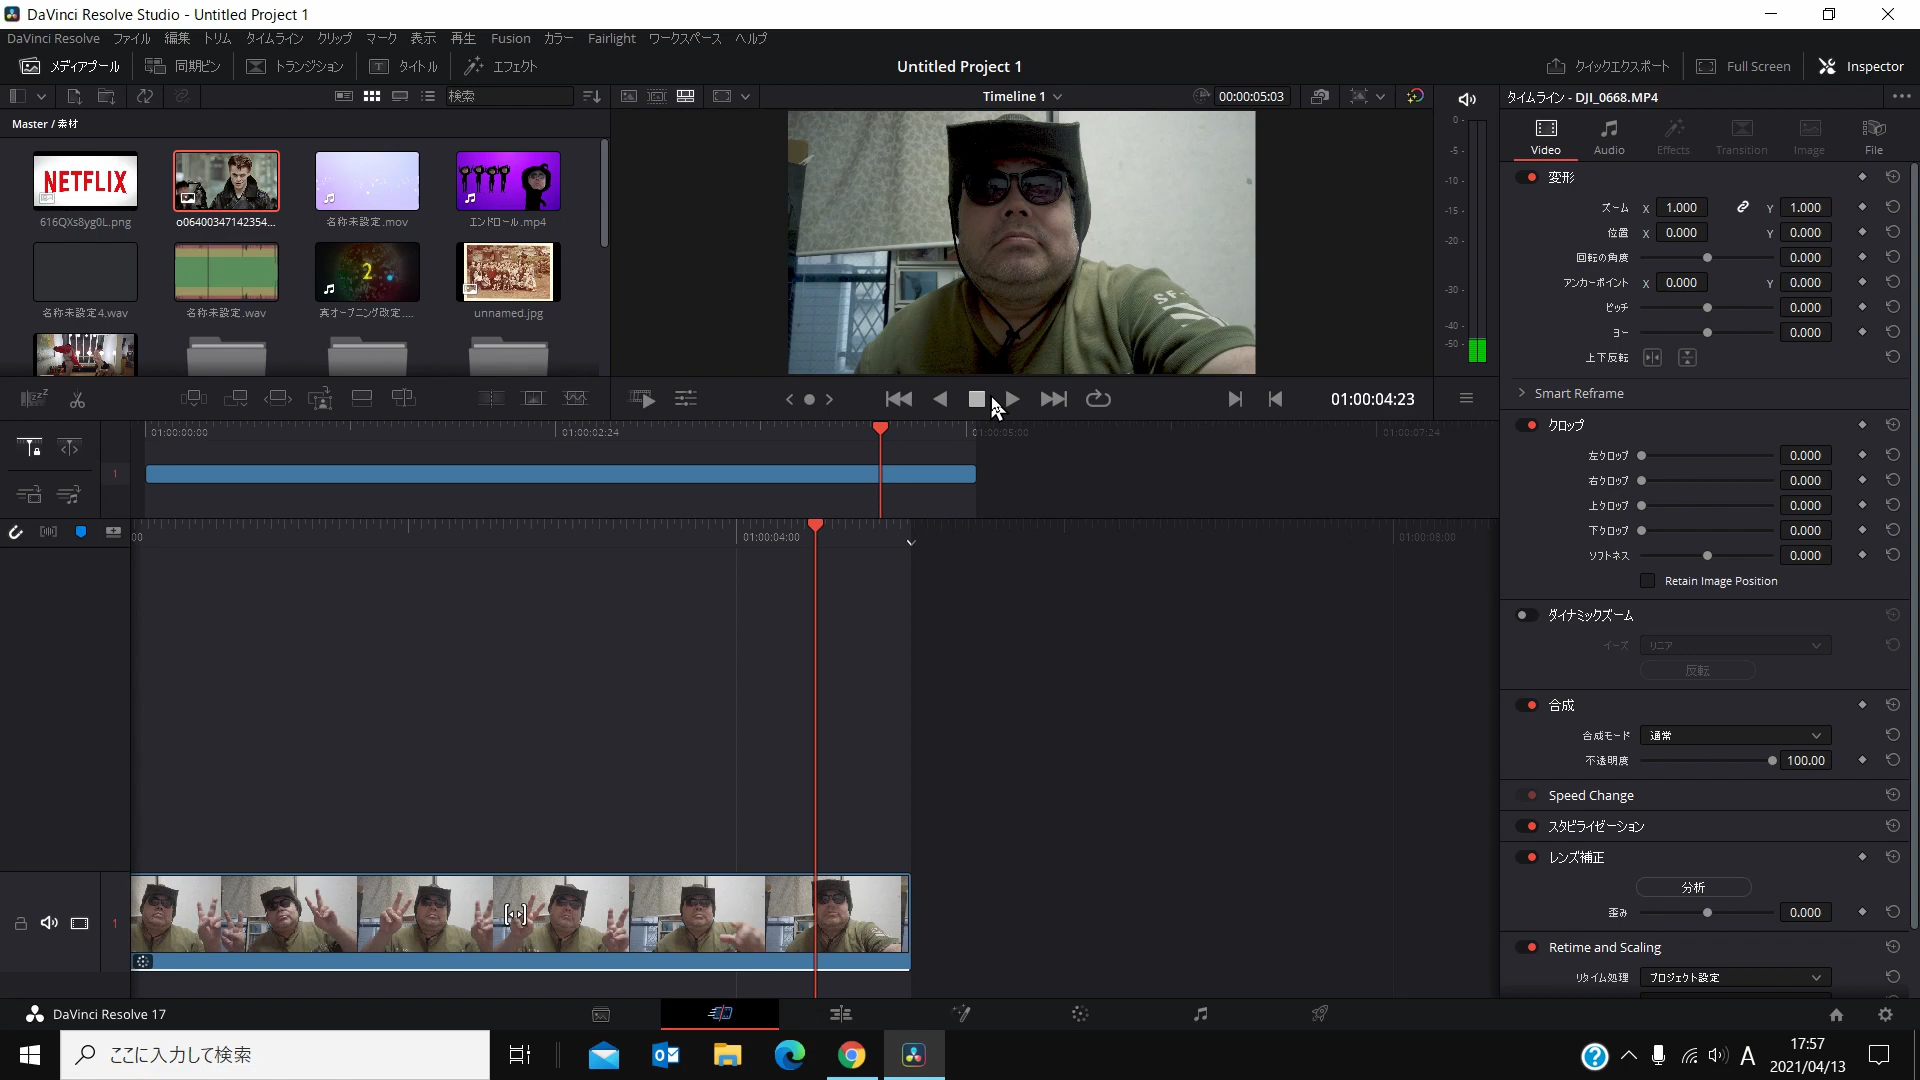 DaVinci Resolve Studio - Untitled Project 1
DaVinci Resolve ファイル 編集 トリム タイムライン クリップ マーク 表示 再生 Fusion カラー Fairlight ワークスペース ヘルプ
メディアプール 同期ビン トランジション タイトル エフェクト Untitled Project 1 クイックエクスポート Full Screen Inspector
検索 Timeline 1 00:00:05:03 タイムライン - DJI_0668.MP4
Master / 素材
Video Audio Effects Transition Image File
NETFLIX
616QXs8yg0L.png o06400347142354... 名称未設定.mov エンドロール.mp4
2
名称未設定4.wav 名称未設定.wav 真オープニング改定.... unnamed.jpg
0
-5
-10
-15
-20
-30
-40
-50
変形
ズーム X 1.000 Y 1.000
位置 X 0.000 Y 0.000
回転の角度 0.000
アンカーポイント X 0.000 Y 0.000
ピッチ 0.000
ヨー 0.000
上下反転
Smart Reframe
クロップ
左クロップ 0.000
右クロップ 0.000
上クロップ 0.000
下クロップ 0.000
ソフトネス 0.000
Retain Image Position
ダイナミックズーム
イーズ リニア
反転
合成
合成モード 通常
不透明度 100.00
Speed Change
スタビライゼーション
レンズ補正
分析
歪み 0.000
Retime and Scaling
リタイム処理 プロジェクト設定
01:00:04:23
01:00:00:00 01:00:02:24 01:00:05:00 01:00:07:24
1
00 01:00:04:00 01:00:08:00
1
DaVinci Resolve 17
ここに入力して検索
A 17:57
2021/04/13